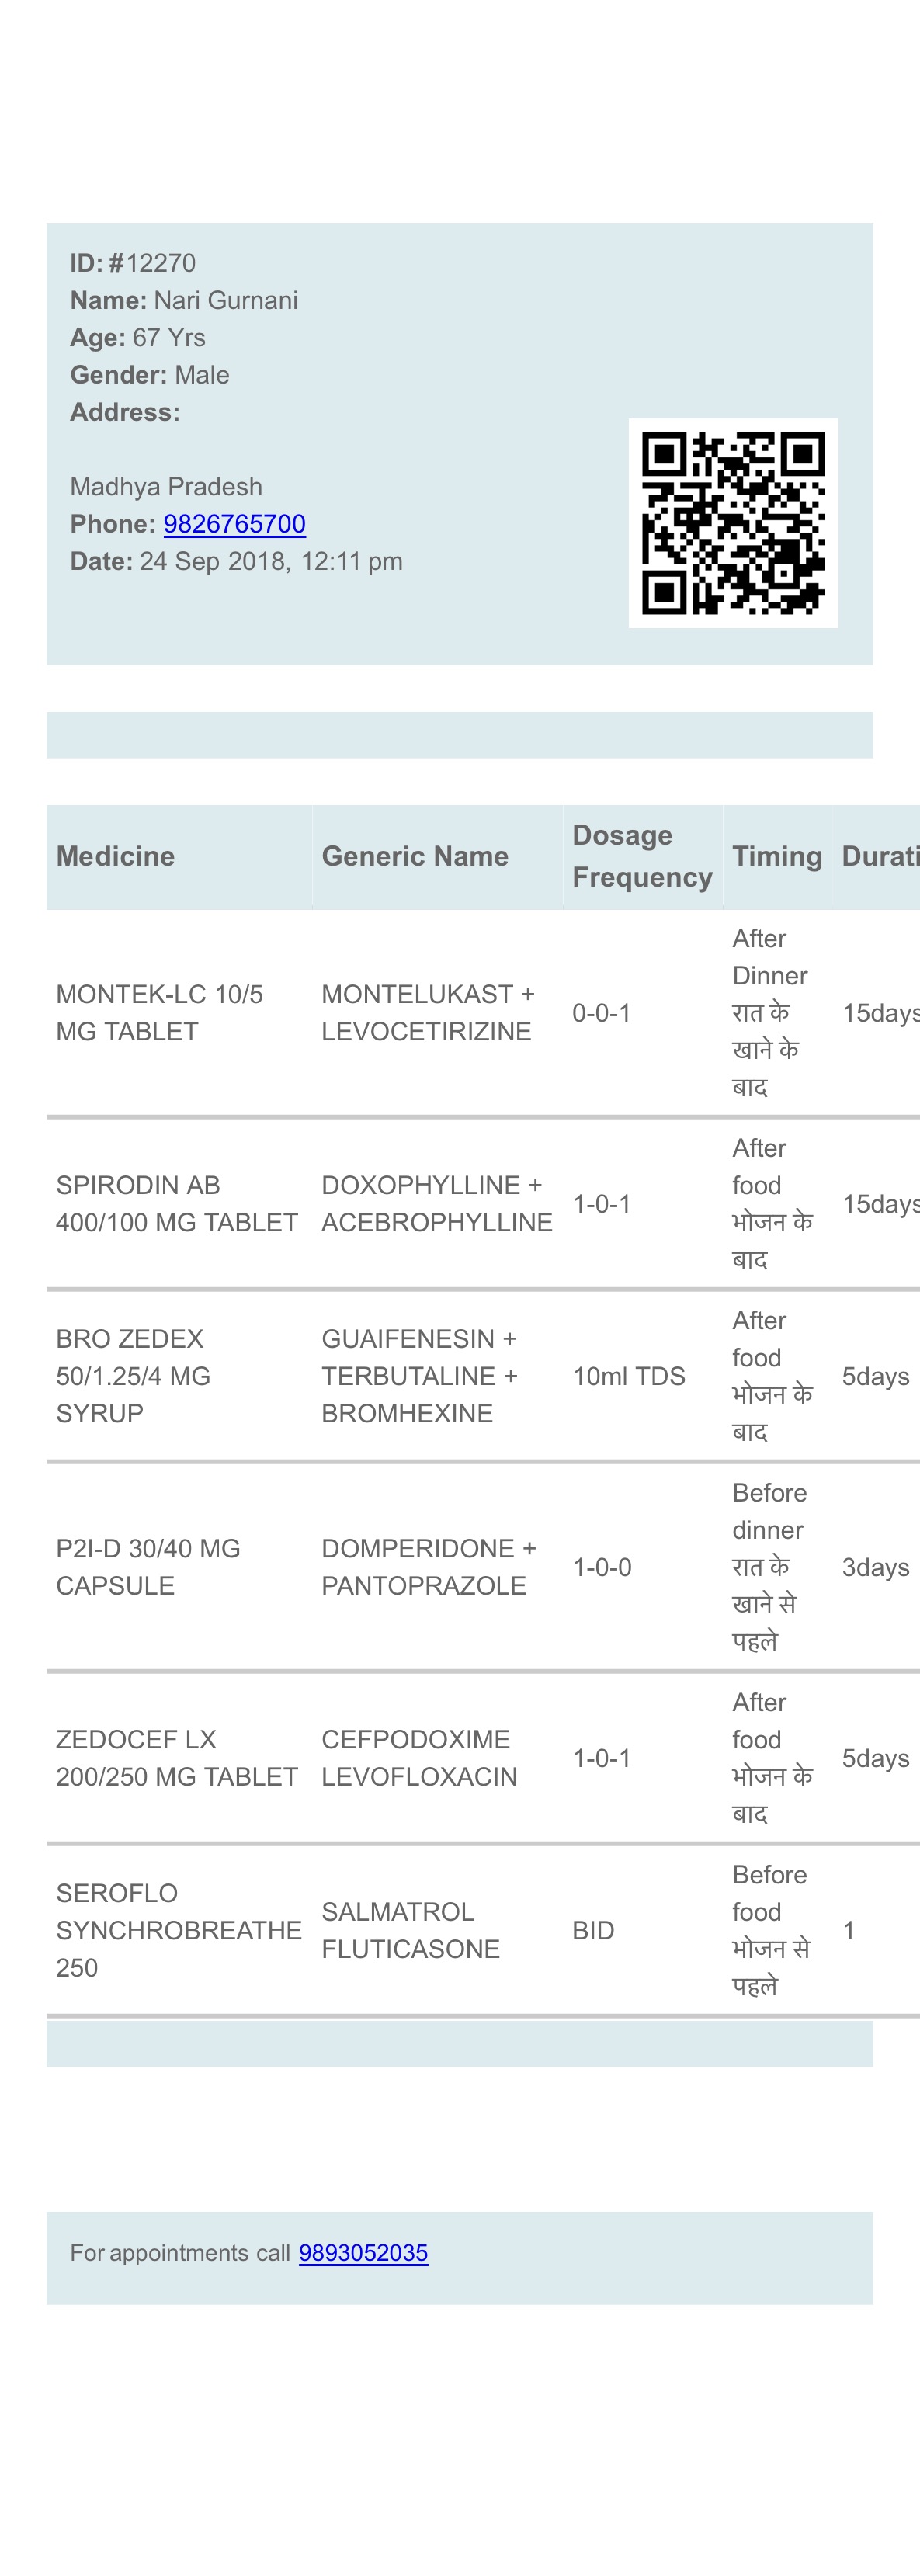 ID: #12270
Name: Nari Gurnani
Age: 67 Yrs
Gender: Male
Address:
Madhya Pradesh
Phone: 9826765700
Date: 24 Sep 2018, 12:11 pm
Medicine
Generic Name
Dosage
Frequency
Timing
Durati
MONTEK-LC 10/5
MG TABLET
MONTELUKAST +
LEVOCETIRIZINE
0-0-1
After
Dinner
रात के
खाने के
बाद
15days
SPIRODIN AB
400/100 MG TABLET
DOXOPHYLLINE +
ACEBROPHYLLINE
1-0-1
After
food
भोजन के
बाद
15days
BRO ZEDEX
50/1.25/4 MG
SYRUP
GUAIFENESIN +
TERBUTALINE +
BROMHEXINE
10ml TDS
After
food
भोजन के
बाद
5days
P2I-D 30/40 MG
CAPSULE
DOMPERIDONE +
PANTOPRAZOLE
1-0-0
Before
dinner
रात के
खाने से
पहले
3days
ZEDOCEF LX
200/250 MG TABLET
CEFPODOXIME
LEVOFLOXACIN
1-0-1
After
food
भोजन के
बाद
5days
SEROFLO
SYNCHROBREATHE
250
SALMATROL
FLUTICASONE
BID
Before
food
भोजन से
पहले
1
For appointments call 9893052035